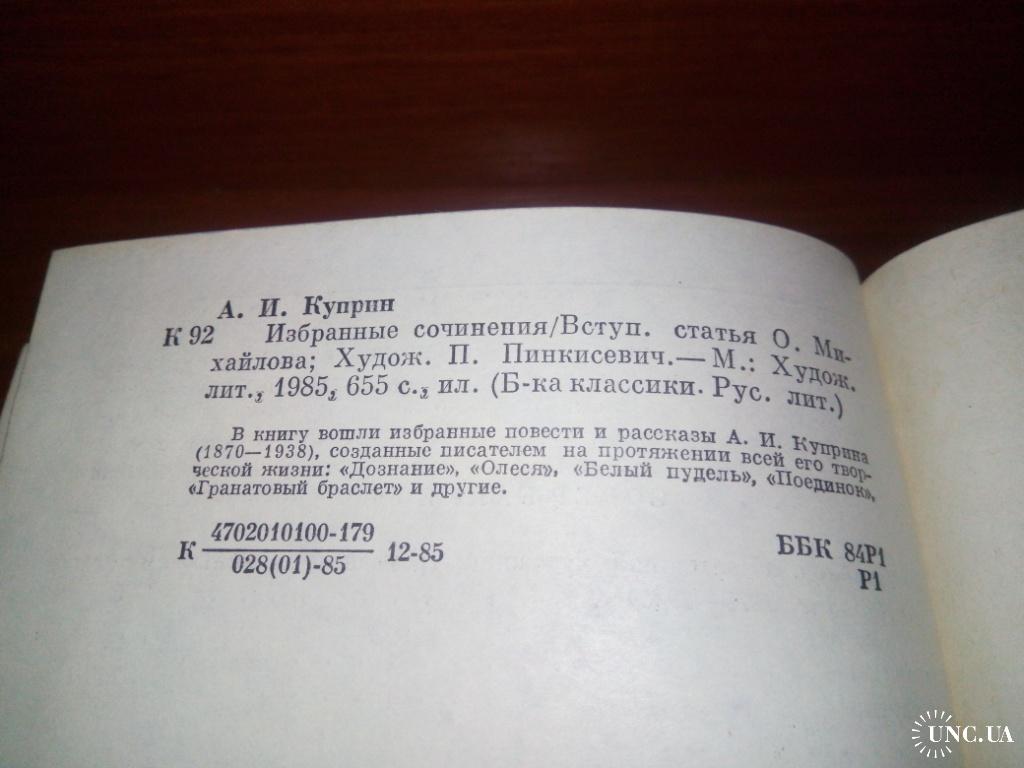 А. И. Куприн
К 92 Избранные сочинения/Вступ. статья О. Ми-
хайлова; Худож. П. Пинкисевич.— М.: Худож.
лит., 1985, 655 с., ил. (Б-ка классики. Рус. лит.)
В книгу вошли избранные повести и рассказы А. И. Куприна
(1870—1938), созданные писателем на протяжении всей его твор-
ческой жизни: «Дознание», «Олеся», «Белый пудель», «Поединок»,
«Гранатовый браслет» и другие.
К 4702010100-179 12-85
028(01)-85
ББК 84Р1
Р1
UNC.UA